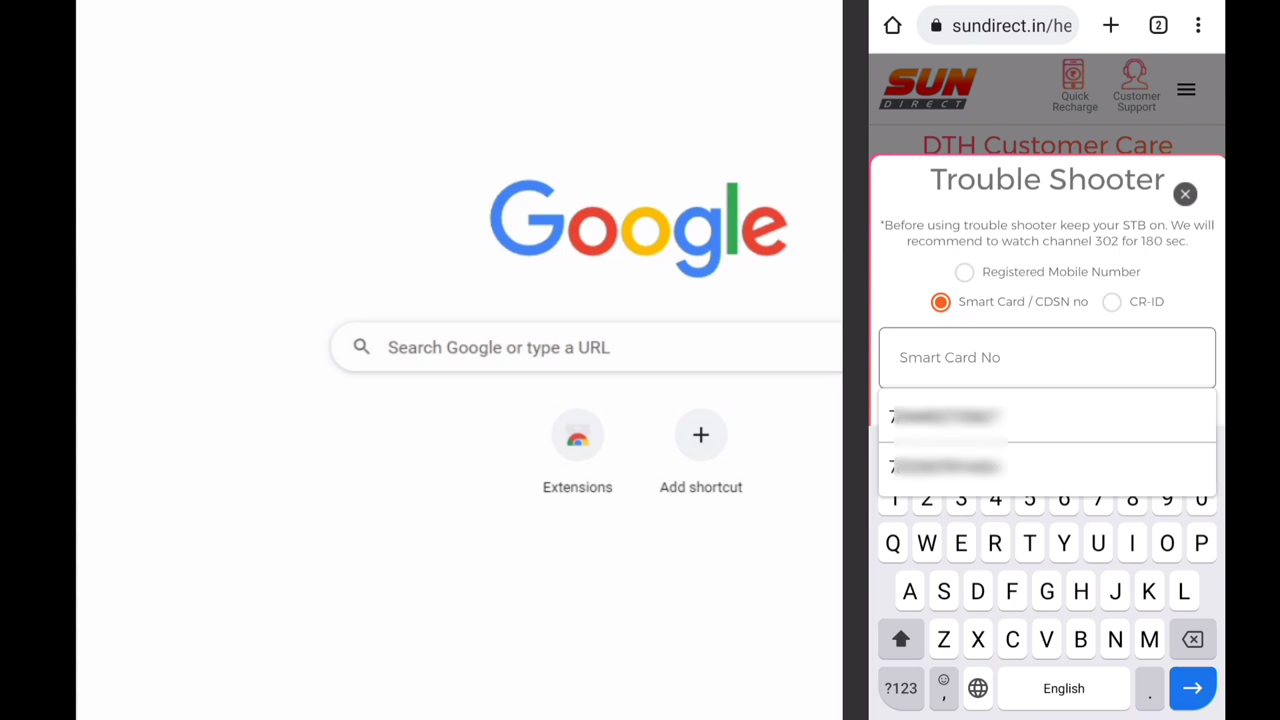 Google
Search Google or type a URL
Extensions
Add shortcut
sundirect.in/he
2
SUN
DIRECT
Quick
Recharge
Customer
Support
DTH Customer Care
Trouble Shooter
*Before using trouble shooter keep your STB on. We will
recommend to watch channel 302 for 180 sec.
Registered Mobile Number
Smart Card / CDSN no
CR-ID
Smart Card No
7
7
1 2 3 4 5 6 7 8 9 0
Q W E R T Y U I O P
A S D F G H J K L
Z X C V B N M
?123
,
English
.